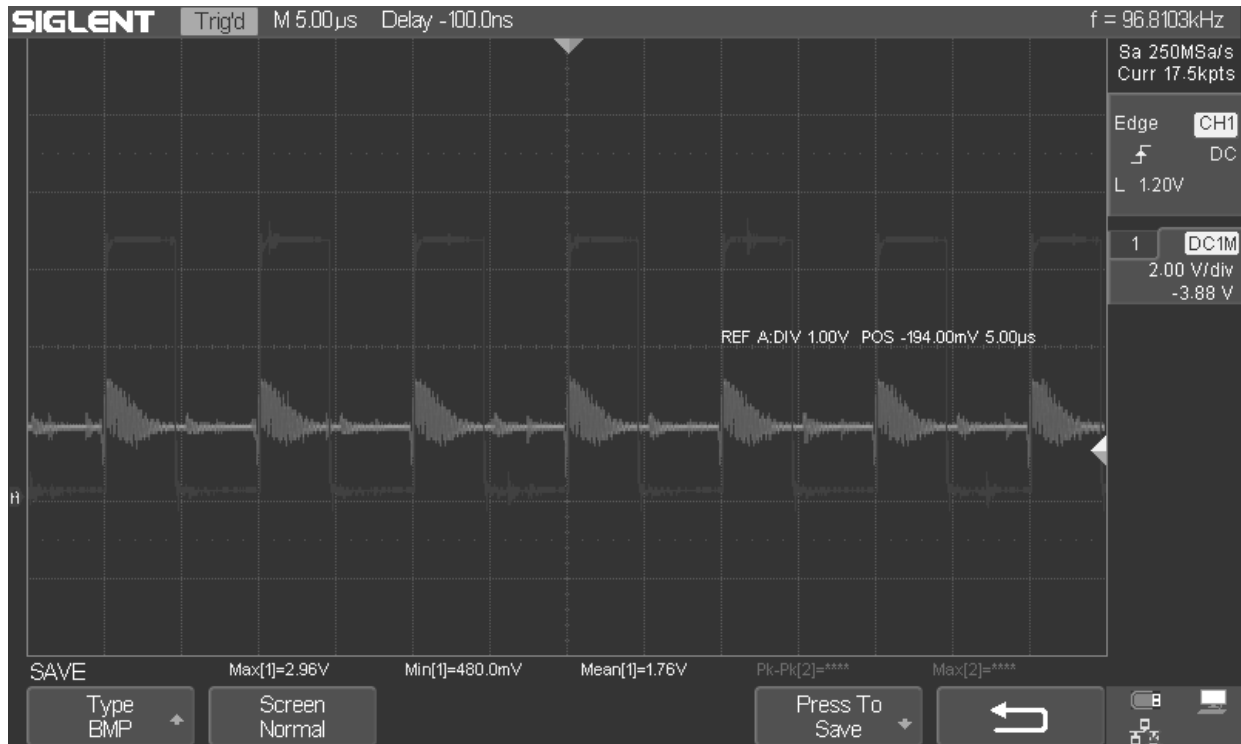 SIGLENT Trig'd M 5.00µs Delay -100.0ns f = 96.8103kHz
Sa 250MSa/s
Curr 17.5kpts
Edge CH1
DC
L 1.20V
1 DC1M
2.00 V/div
-3.88 V
REF A:DIV 1.00V POS -194.00mV 5.00µs
SAVE Max[1]=2.96V Min[1]=480.0mV Mean[1]=1.76V Pk-Pk[2]=**** Max[2]=****
Type
BMP
Screen
Normal
Press To
Save